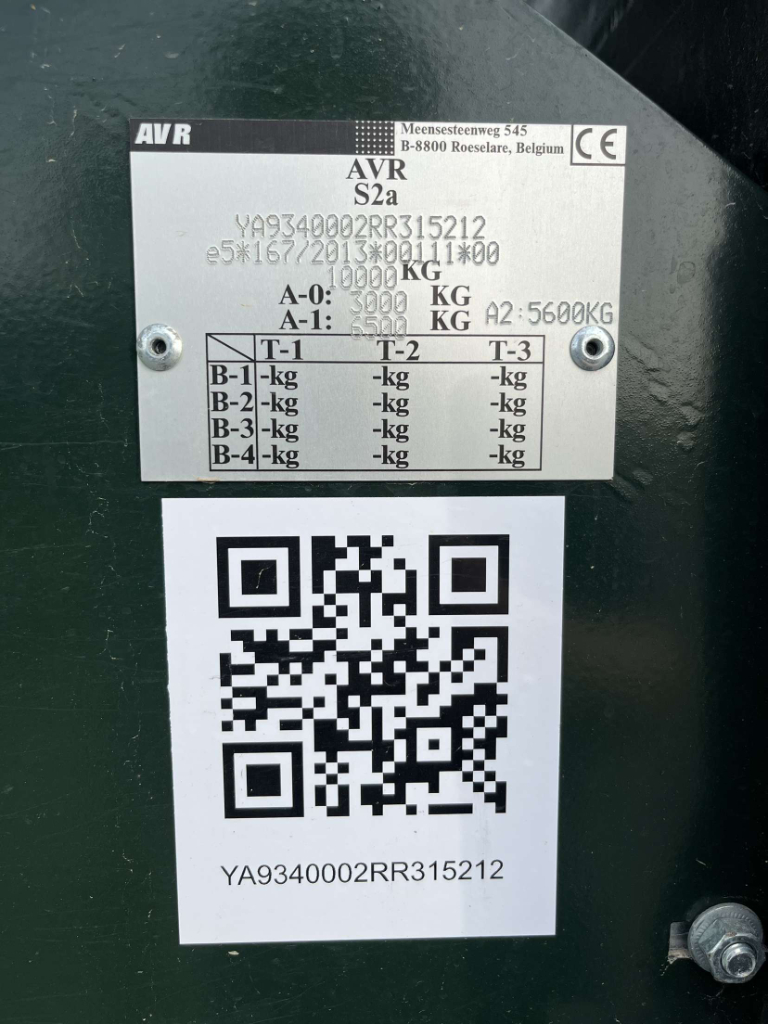 AVR
Meensesteenweg 545
B-8800 Roeselare, Belgium
CE
AVR
S2a
YA9340002RR315212
e5*167/2013*00111*00
10000 KG
A-0: 3000 KG
A-1: 6500 KG A2:5600KG
T-1 T-2 T-3
B-1 -kg -kg -kg
B-2 -kg -kg -kg
B-3 -kg -kg -kg
B-4 -kg -kg -kg
YA9340002RR315212